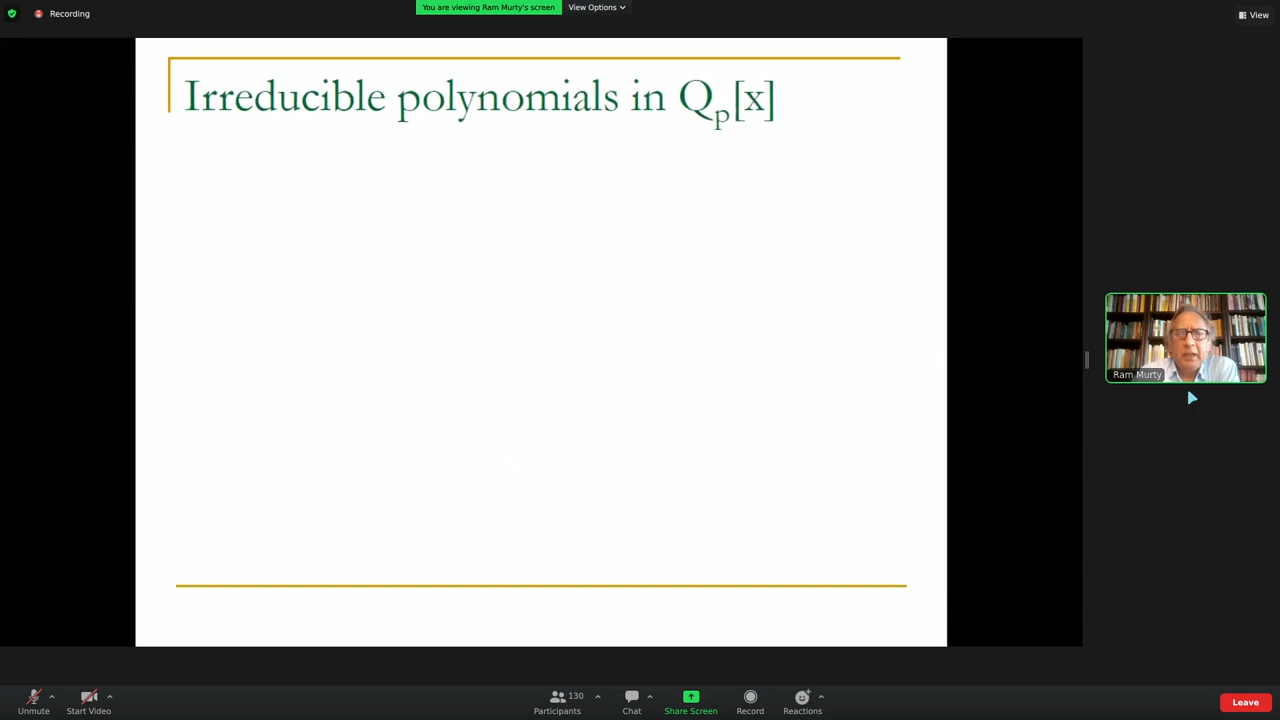 Recording
You are viewing Ram Murty's screen
View Options
View
Irreducible polynomials in Qp[x]
Ram Murty
Unmute
Start Video
130
Participants
Chat
Share Screen
Record
Reactions
Leave